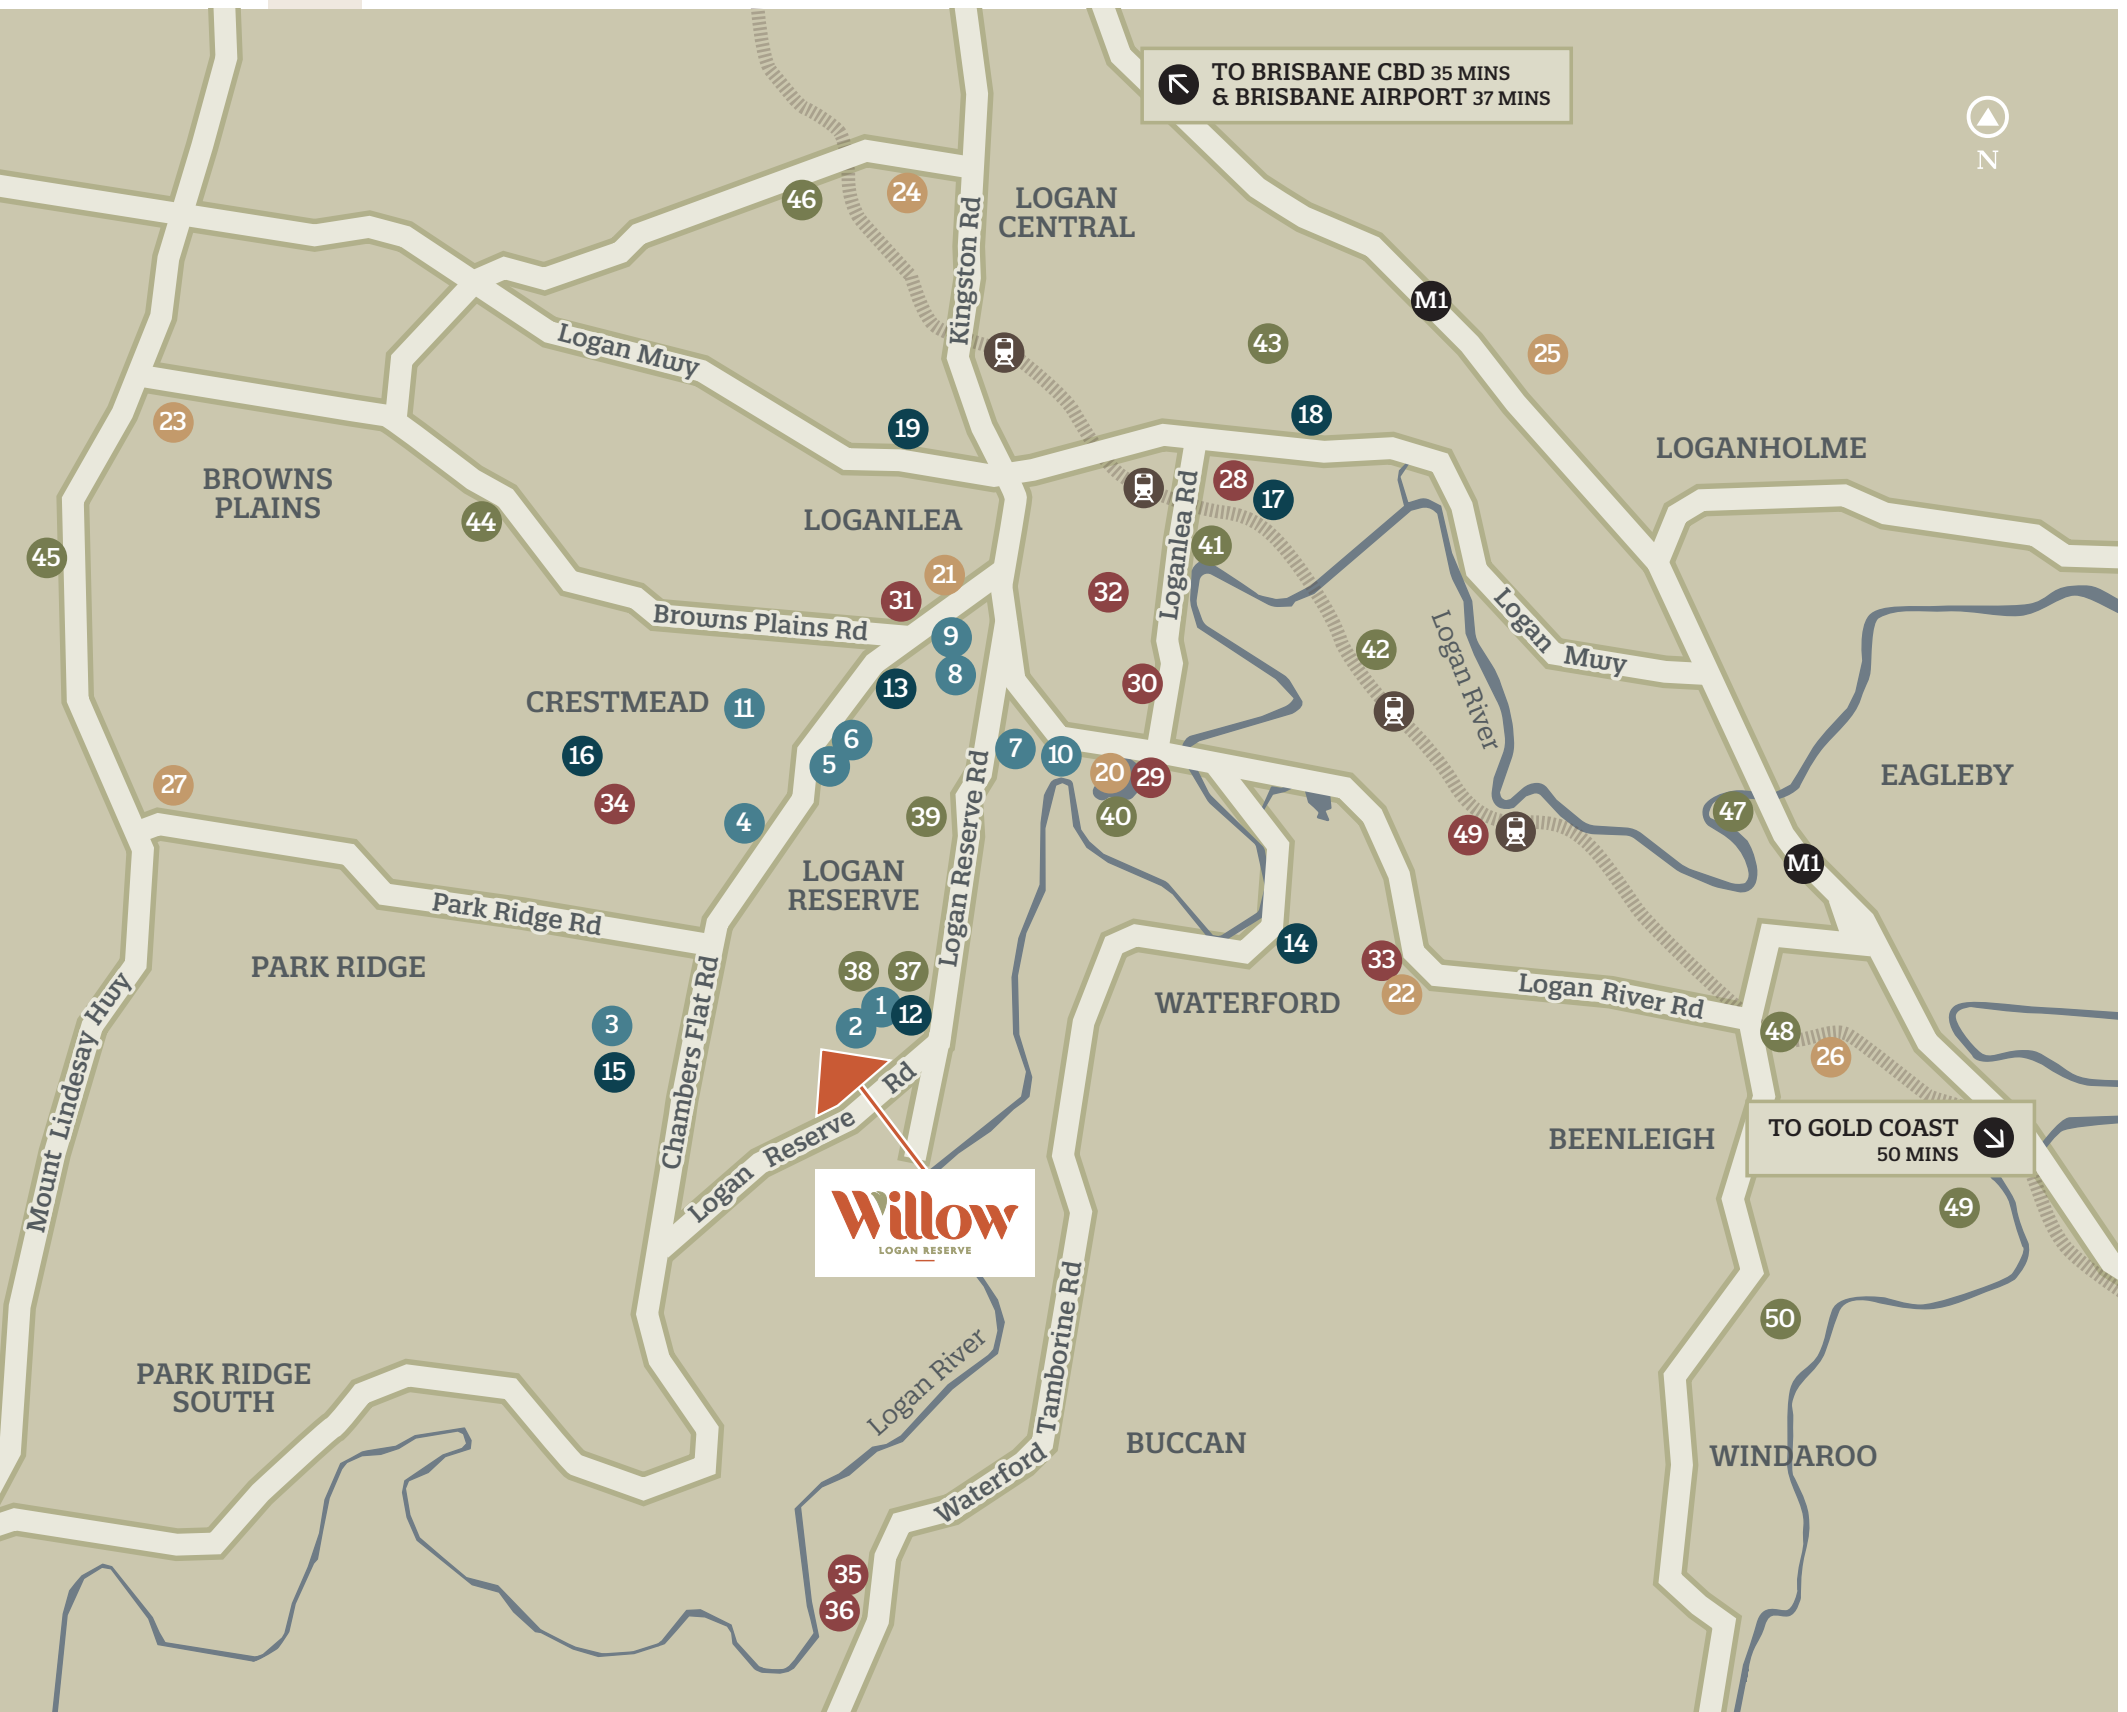 TO BRISBANE CBD 35 MINS
& BRISBANE AIRPORT 37 MINS
N
46
24
LOGAN
CENTRAL
Kingston Rd
M1
Logan Mwy
43
25
23
19
18
LOGANHOLME
BROWNS
PLAINS
28
17
44
LOGANLEA
Loganlea Rd
41
45
21
31
32
Browns Plains Rd
9
8
Logan River
Logan Mwy
42
CRESTMEAD
11
13
30
16
6
5
7
10
20
29
27
34
4
39
40
EAGLEBY
47
49
M1
LOGAN
RESERVE
Logan Reserve Rd
Park Ridge Rd
PARK RIDGE
38
37
14
33
22
WATERFORD
Logan River Rd
1
2
12
3
15
48
26
Mount Lindesay Hwy
Chambers Flat Rd
Logan Reserve Rd
BEENLEIGH
TO GOLD COAST
50 MINS
Willow
LOGAN RESERVE
49
50
Logan River
Waterford Tamborine Rd
PARK RIDGE
SOUTH
BUCCAN
WINDAROO
35
36